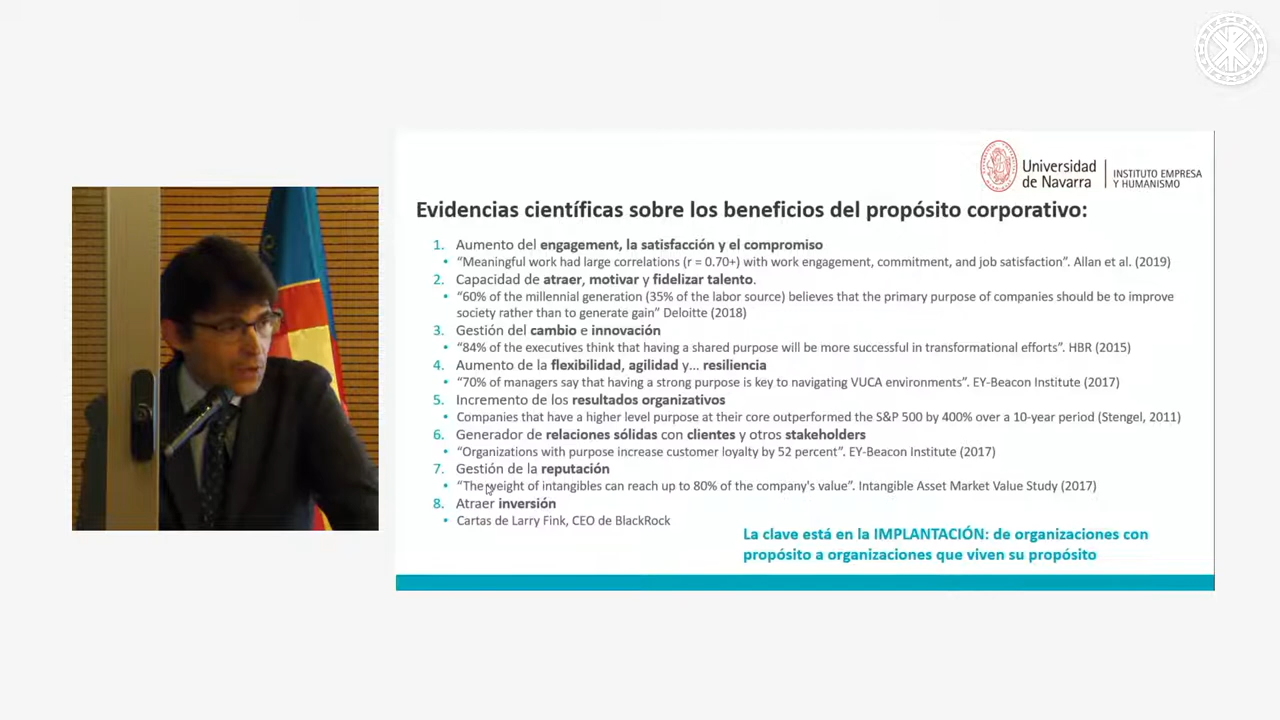 Universidad
de Navarra
INSTITUTO EMPRESA
Y HUMANISMO
Evidencias científicas sobre los beneficios del propósito corporativo:
1. Aumento del engagement, la satisfacción y el compromiso
• “Meaningful work had large correlations (r = 0.70+) with work engagement, commitment, and job satisfaction”. Allan et al. (2019)
2. Capacidad de atraer, motivar y fidelizar talento.
• “60% of the millennial generation (35% of the labor source) believes that the primary purpose of companies should be to improve
society rather than to generate gain” Deloitte (2018)
3. Gestión del cambio e innovación
• “84% of the executives think that having a shared purpose will be more successful in transformational efforts”. HBR (2015)
4. Aumento de la flexibilidad, agilidad y... resiliencia
• “70% of managers say that having a strong purpose is key to navigating VUCA environments”. EY-Beacon Institute (2017)
5. Incremento de los resultados organizativos
• Companies that have a higher level purpose at their core outperformed the S&P 500 by 400% over a 10-year period (Stengel, 2011)
6. Generador de relaciones sólidas con clientes y otros stakeholders
• “Organizations with purpose increase customer loyalty by 52 percent”. EY-Beacon Institute (2017)
7. Gestión de la reputación
• “The weight of intangibles can reach up to 80% of the company's value”. Intangible Asset Market Value Study (2017)
8. Atraer inversión
• Cartas de Larry Fink, CEO de BlackRock
La clave está en la IMPLANTACIÓN: de organizaciones con
propósito a organizaciones que viven su propósito